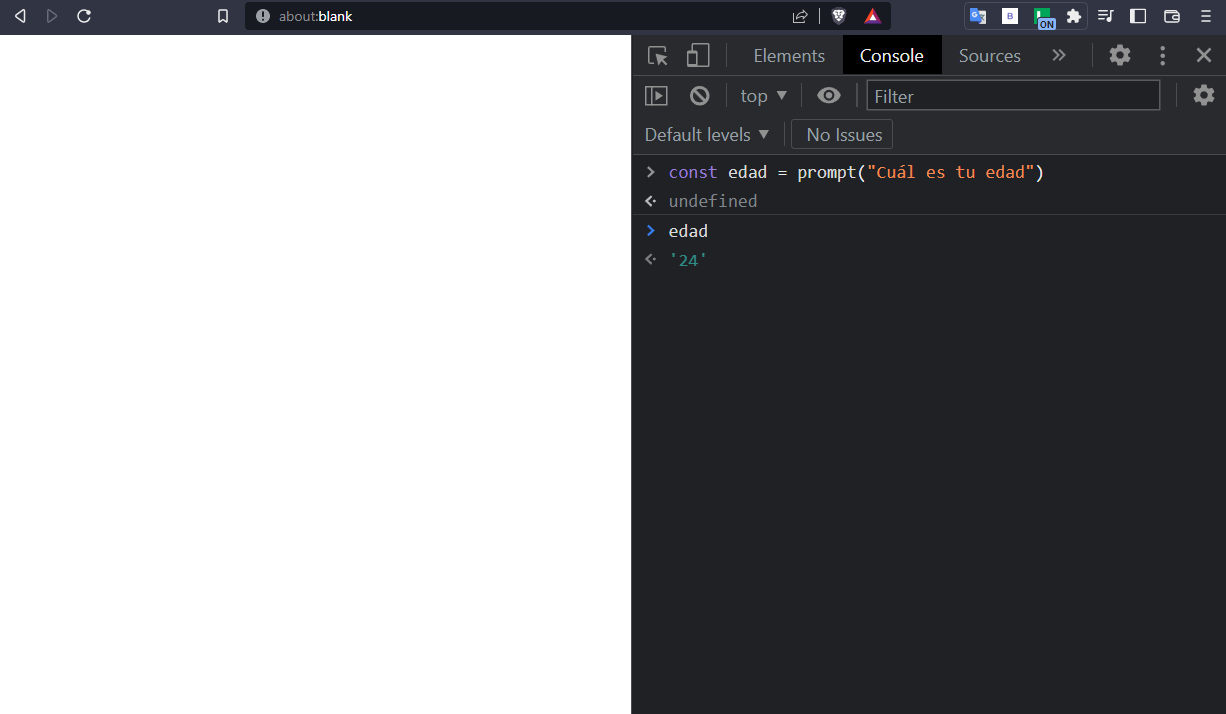 about:blank
B
ON
Elements Console Sources
top Filter
Default levels No Issues
const edad = prompt("Cuál es tu edad")
undefined
edad
'24'